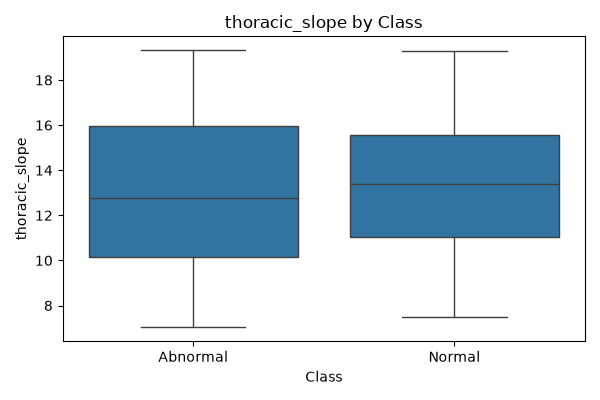 thoracic_slope by Class
thoracic_slope
18
16
14
12
10
8
Abnormal
Normal
Class